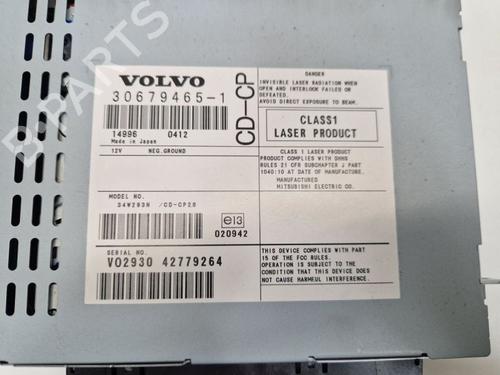 VOLVO
30679465-1
14996 0412
Made in Japan
12V NEG.GROUND
CD-CP
MODEL NO.
S4W293N /CD-CP28
e13
020942
SERIAL NO.
VO2930 42779264
DANGER
INVISIBLE LASER RADIATION WHEN
OPEN AND INTERLOCK FAILED OR
DEFEATED.
AVOID DIRECT EXPOSURE TO BEAM.
CLASS1
LASER PRODUCT
CLASS 1 LASER PRODUCT
PRODUCT COMPLIES WITH DHHS
RULES 21 CFR SUBCHAPTER J PART
1040:10 AT DATE OF MANUFACTURE.
MANUFACTURED
MITSUBISHI ELECTRIC CO.
THIS DEVICE COMPLIES WITH PART
15 OF THE FCC RULES.
OPERATION IS SUBJECT TO THE
CONDITION THAT THIS DEVICE DOES
NOT CAUSE HARMEUL INTERFERENCE.
B-PARTS